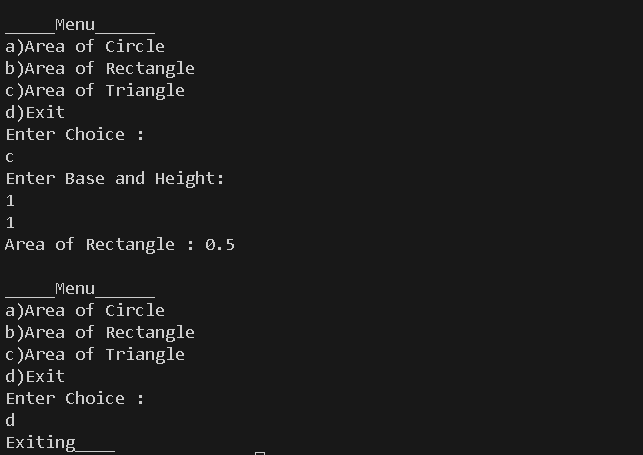 _____Menu______
a)Area of Circle
b)Area of Rectangle
c)Area of Triangle
d)Exit
Enter Choice :
c
Enter Base and Height:
1
1
Area of Rectangle : 0.5
_____Menu______
a)Area of Circle
b)Area of Rectangle
c)Area of Triangle
d)Exit
Enter Choice :
d
Exiting____